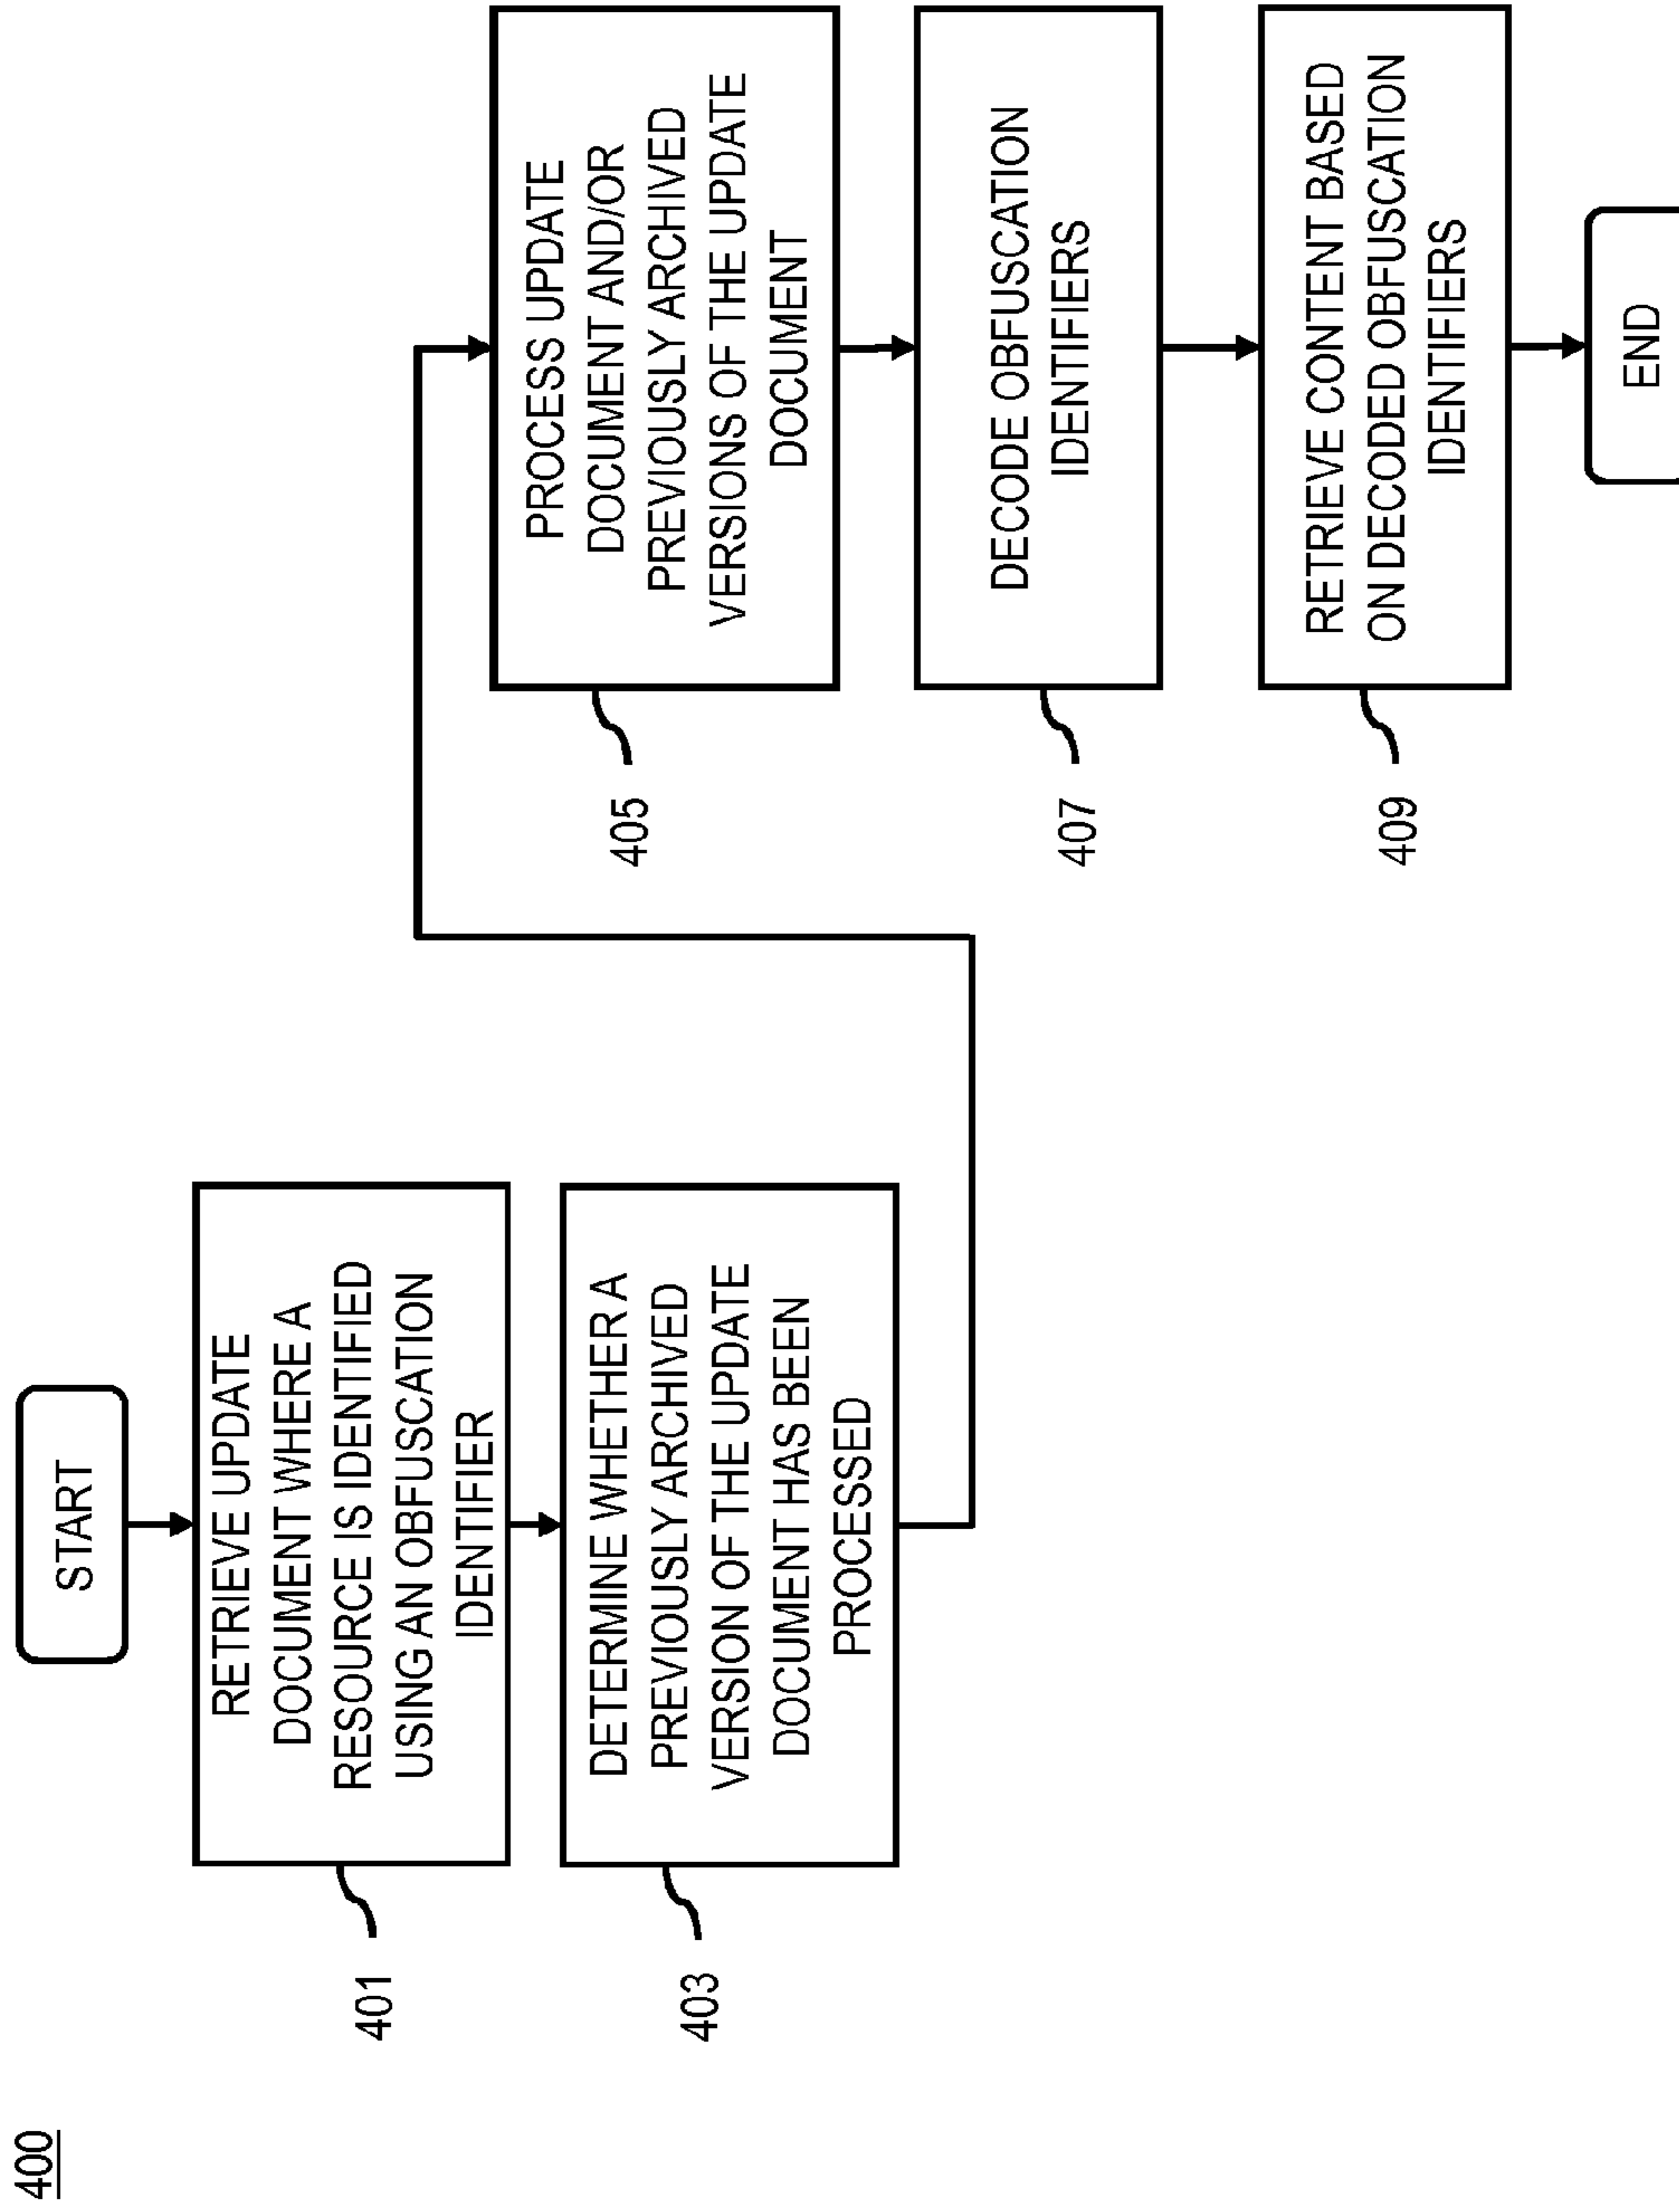 400
START
401
RETRIEVE UPDATE
DOCUMENT WHERE A
RESOURCE IS IDENTIFIED
USING AN OBFUSCATION
IDENTIFIER
403
DETERMINE WHETHER A
PREVIOUSLY ARCHIVED
VERSION OF THE UPDATE
DOCUMENT HAS BEEN
PROCESSED
405
PROCESS UPDATE
DOCUMENT AND/OR
PREVIOUSLY ARCHIVED
VERSIONS OF THE UPDATE
DOCUMENT
407
DECODE OBFUSCATION
IDENTIFIERS
409
RETRIEVE CONTENT BASED
ON DECODED OBFUSCATION
IDENTIFIERS
END